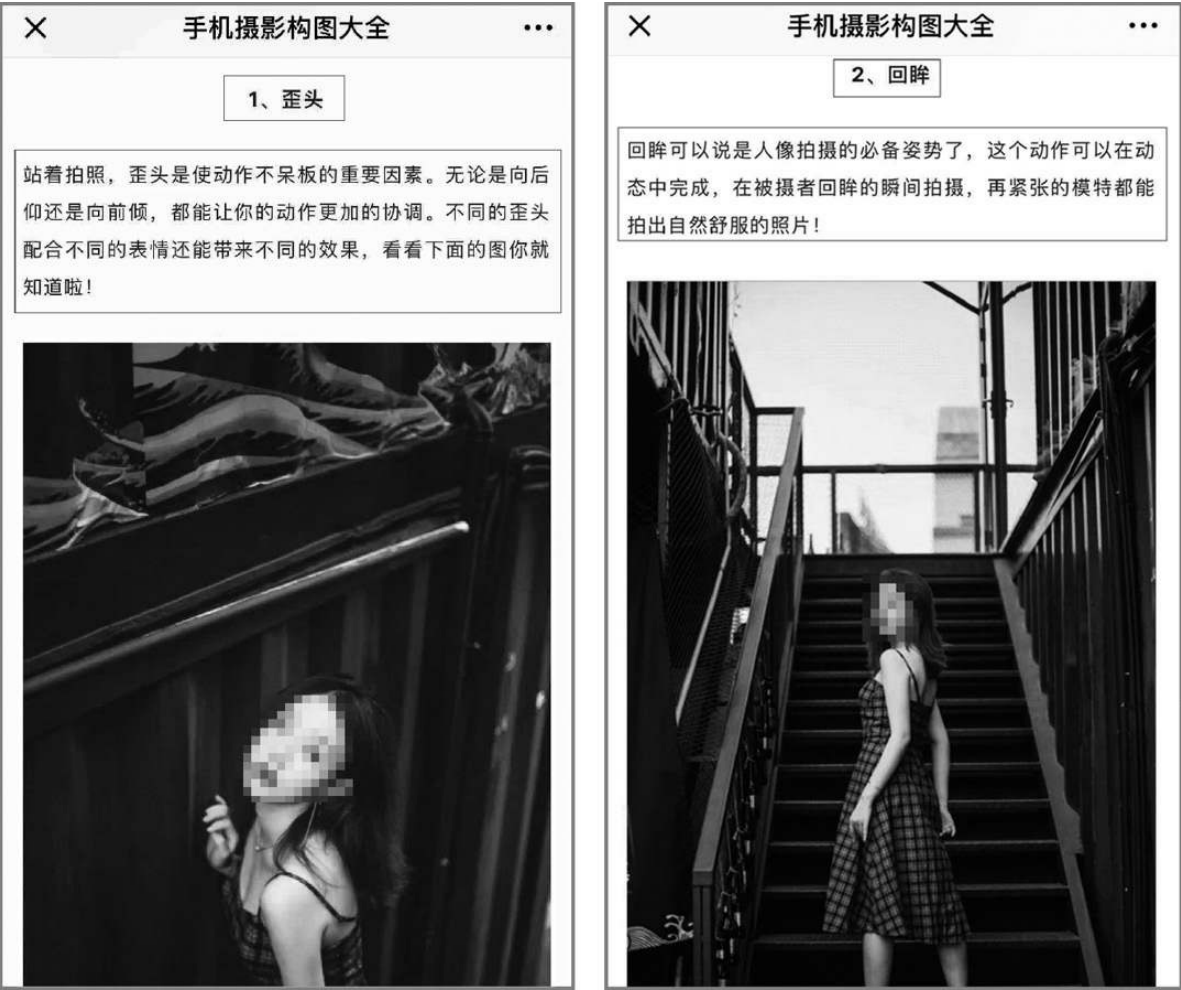 手机摄影构图大全
1、歪头
站着拍照，歪头是使动作不呆板的重要因素。无论是向后
仰还是向前倾，都能让你的动作更加的协调。不同的歪头
配合不同的表情还能带来不同的效果，看看下面的图你就
知道啦！
手机摄影构图大全
2、回眸
回眸可以说是人像拍摄的必备姿势了，这个动作可以在动
态中完成，在被摄者回眸的瞬间拍摄，再紧张的模特都能
拍出自然舒服的照片！